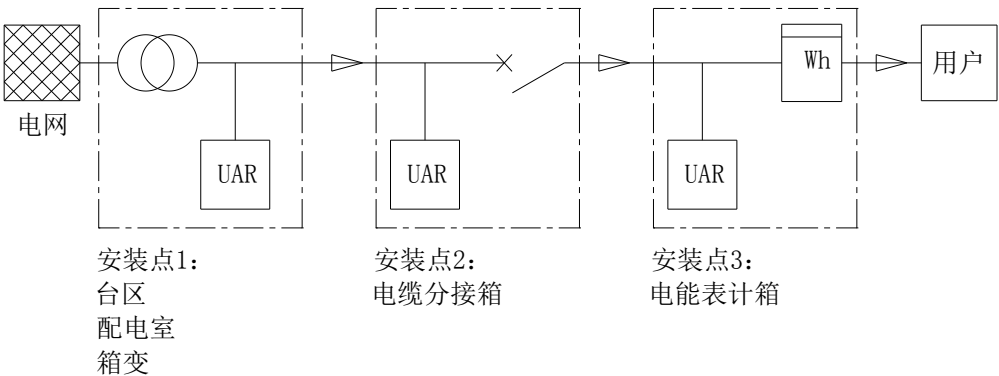 电网
UAR
UAR
UAR
Wh
用户
安装点1：
台区
配电室
箱变
安装点2：
电缆分接箱
安装点3：
电能表计箱